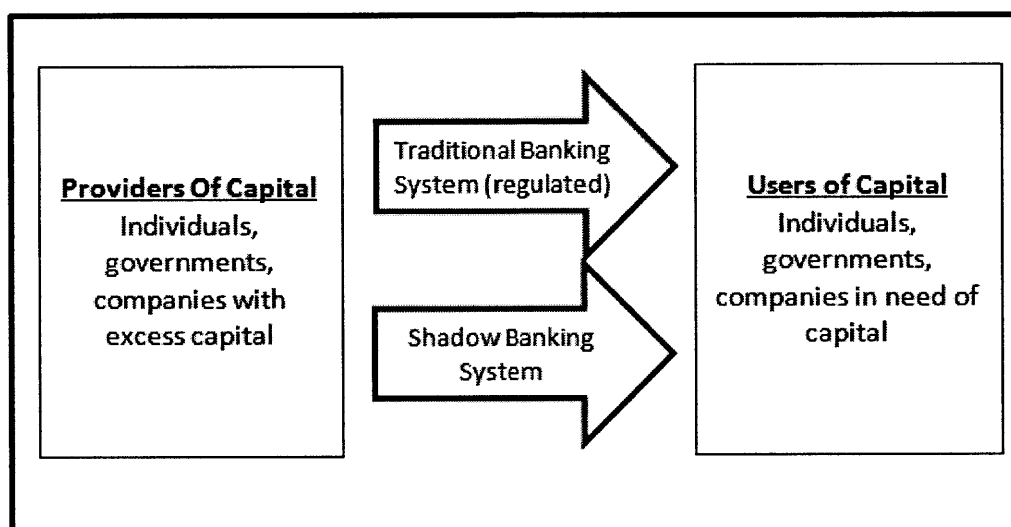 Providers Of Capital
Individuals,
governments,
companies with
excess capital
Traditional Banking
System (regulated)
Shadow Banking
System
Users of Capital
Individuals,
governments,
companies in need of
capital